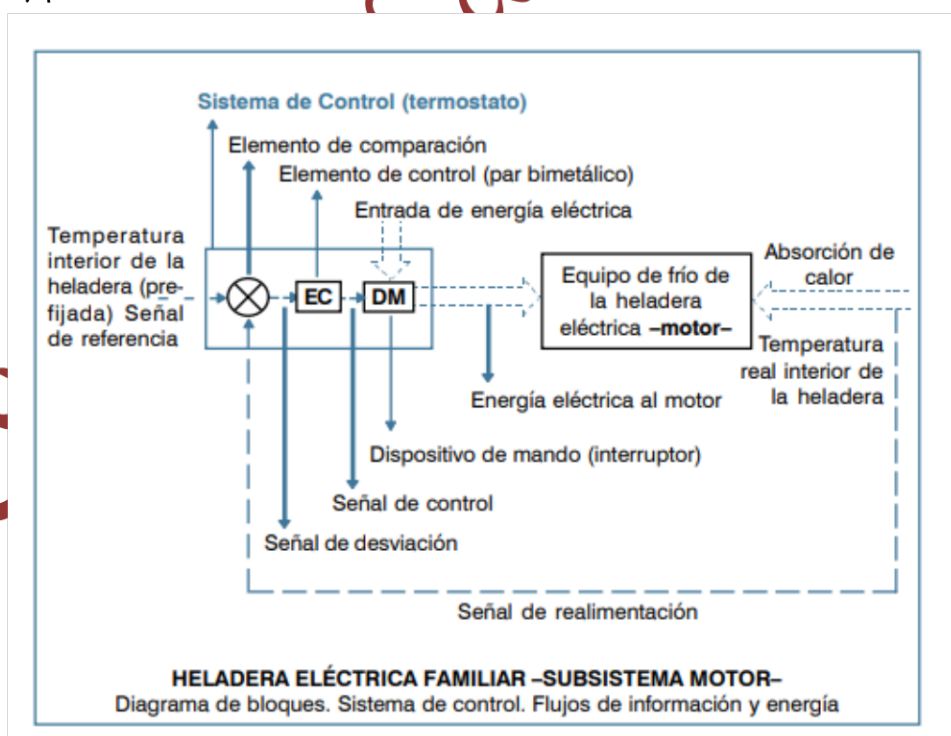 Sistema de Control (termostato)
Elemento de comparación
Elemento de control (par bimetálico)
Entrada de energía eléctrica
Temperatura
interior de la
heladera (pre-
fijada) Señal
de referencia
EC
DM
Equipo de frío de
la heladera
eléctrica –motor–
Absorción de
calor
Temperatura
real interior de
la heladera
Energía eléctrica al motor
Dispositivo de mando (interruptor)
Señal de control
Señal de desviación
Señal de realimentación
HELADERA ELÉCTRICA FAMILIAR –SUBSISTEMA MOTOR–
Diagrama de bloques. Sistema de control. Flujos de información y energía